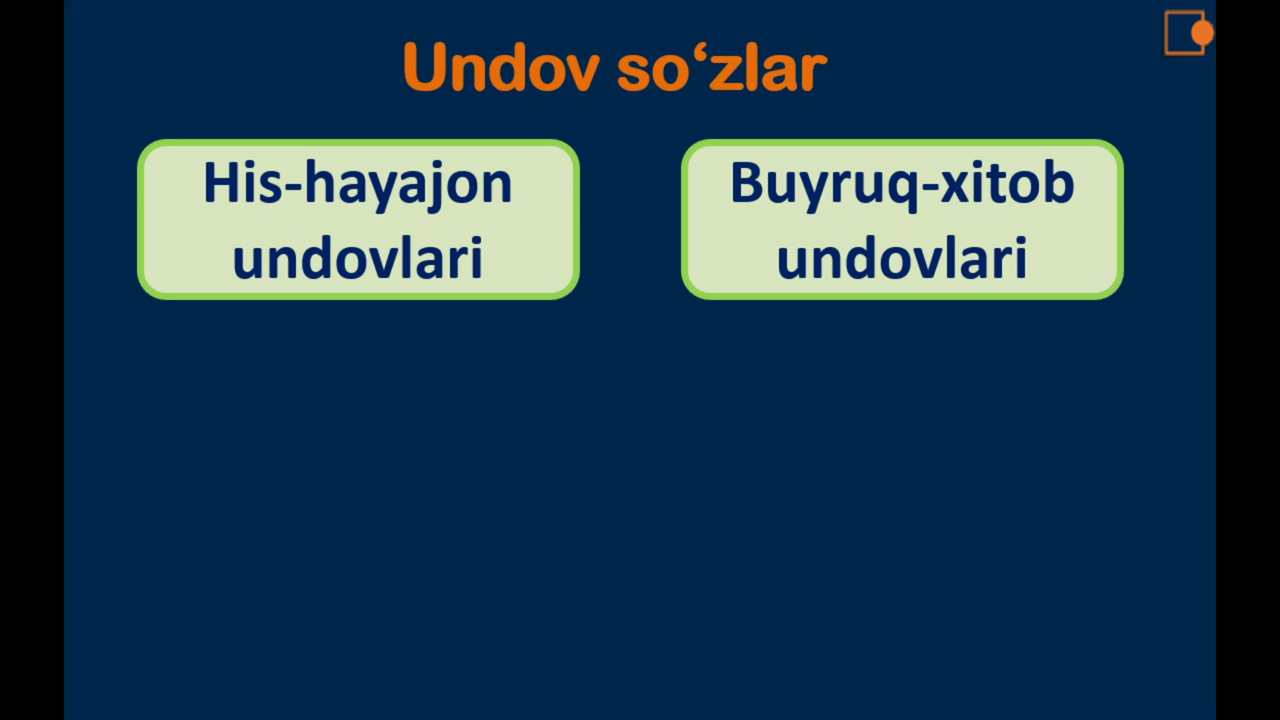 Undov so‘zlar
His-hayajon
undovlari
Buyruq-xitob
undovlari